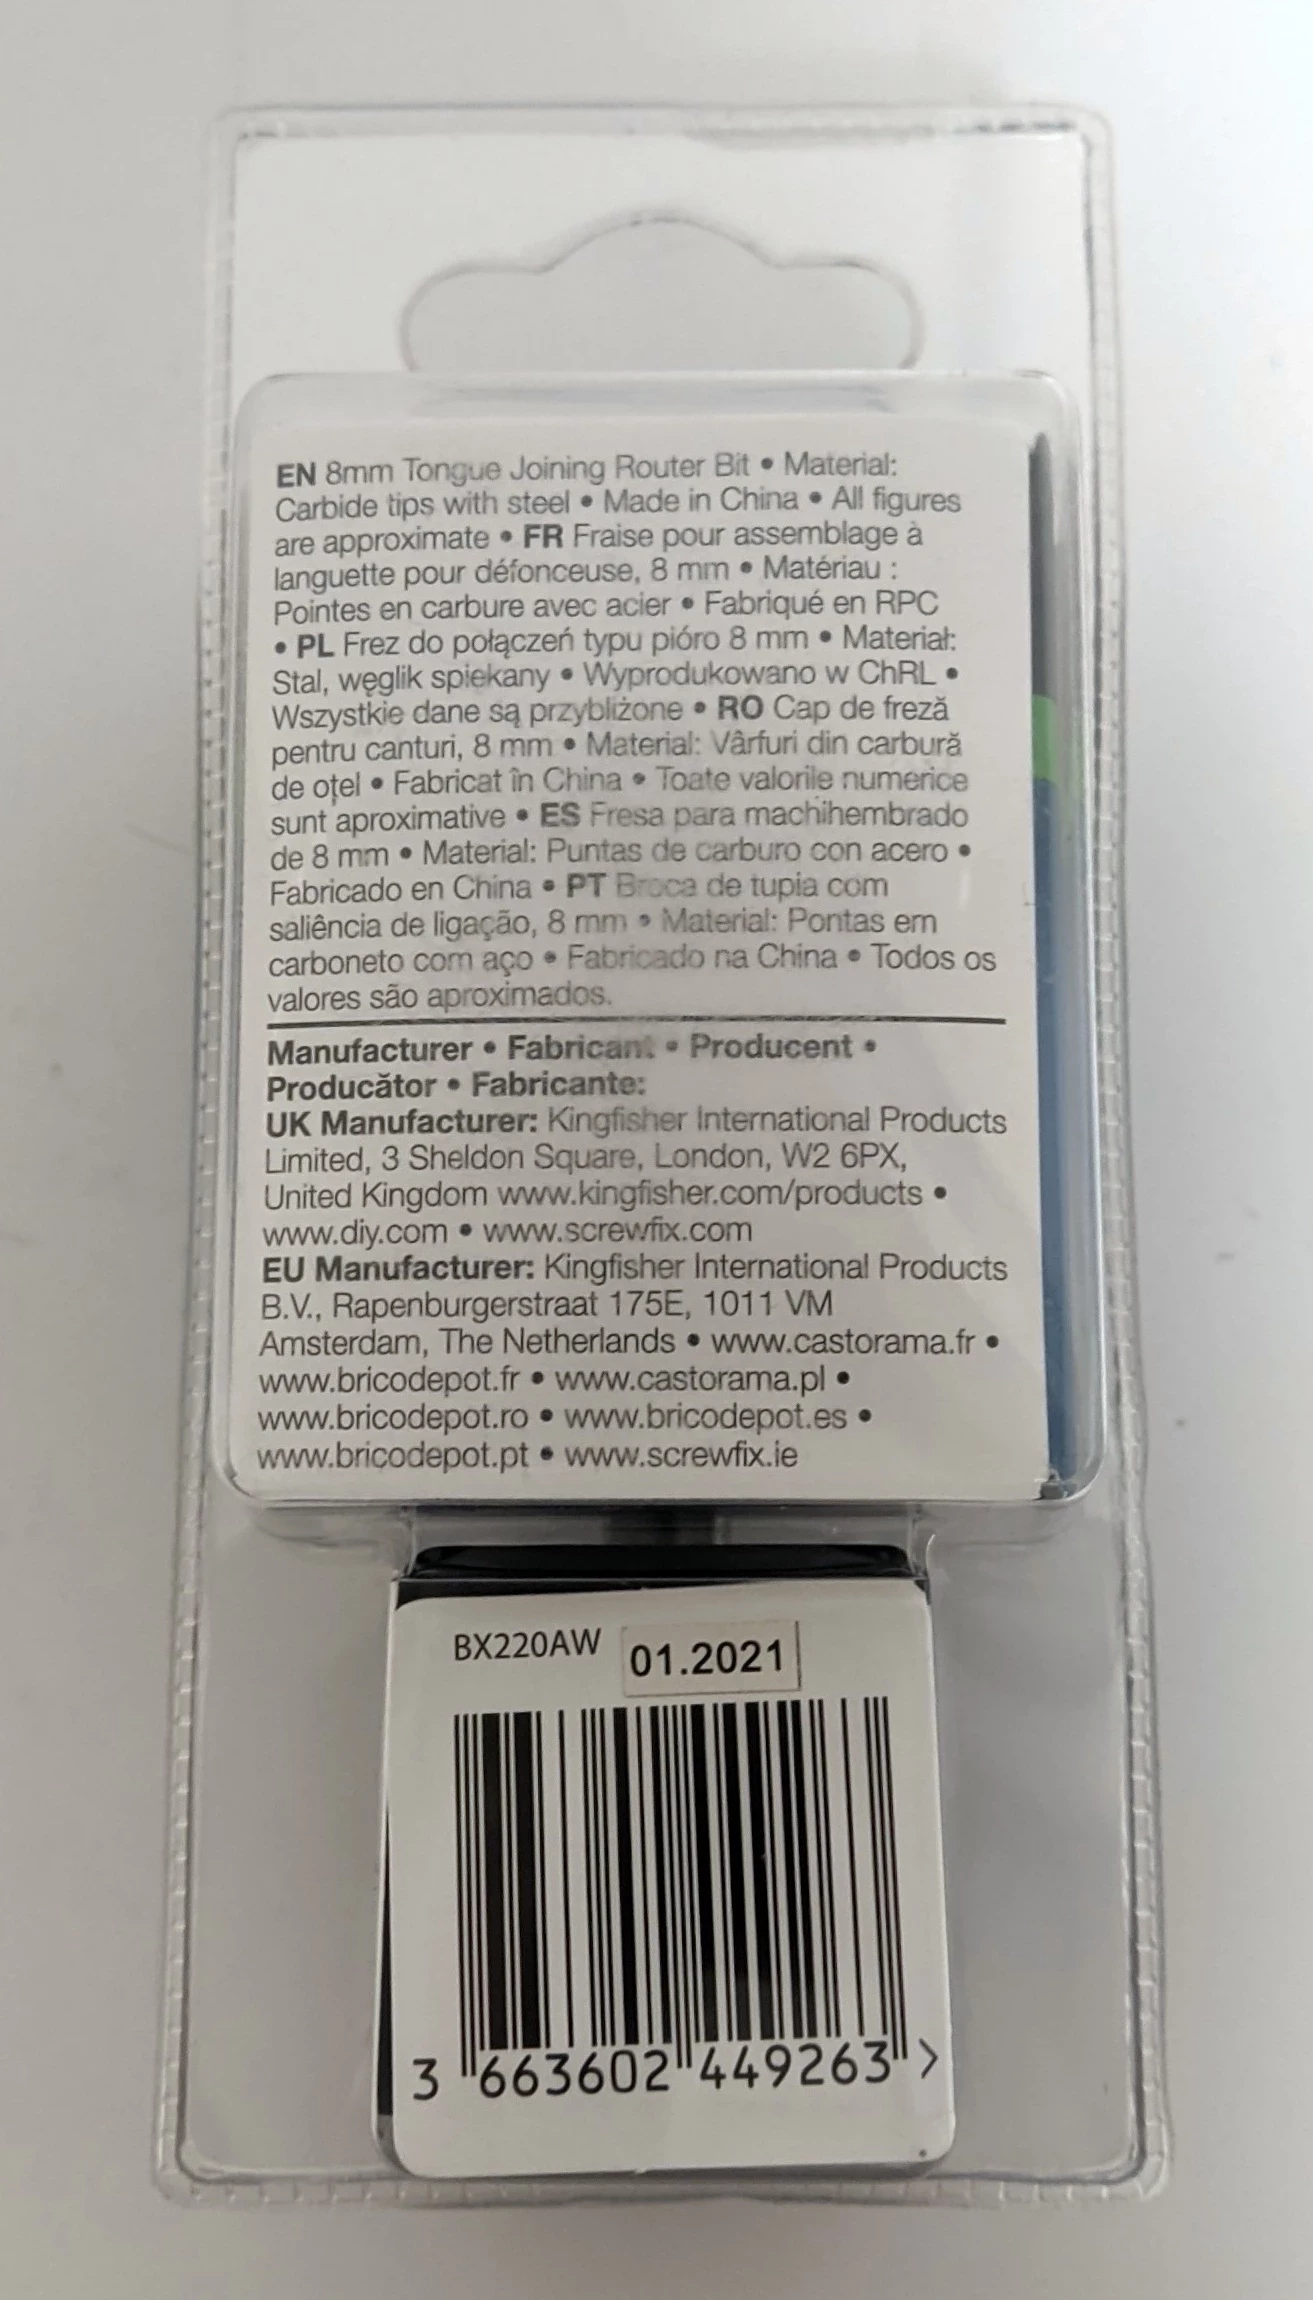 EN 8mm Tongue Joining Router Bit • Material:
Carbide tips with steel • Made in China • All figures
are approximate • FR Fraise pour assemblage à
languette pour défonceuse, 8 mm • Matériau :
Pointes en carbure avec acier • Fabriqué en RPC
• PL Frez do połączeń typu pióro 8 mm • Materiał:
Stal, węglik spiekany • Wyprodukowano w ChRL •
Wszystkie dane są przybliżone • RO Cap de freză
pentru canturi, 8 mm • Material: Vârfuri din carbură
de oțel • Fabricat în China • Toate valorile numerice
sunt aproximative • ES Fresa para machihembrado
de 8 mm • Material: Puntas de carburo con acero •
Fabricado en China • PT Broca de tupia com
saliência de ligação, 8 mm • Material: Pontas em
carboneto com aço • Fabricado na China • Todos os
valores são aproximados.
Manufacturer • Fabricant • Producent •
Producător • Fabricante:
UK Manufacturer: Kingfisher International Products
Limited, 3 Sheldon Square, London, W2 6PX,
United Kingdom www.kingfisher.com/products •
www.diy.com • www.screwfix.com
EU Manufacturer: Kingfisher International Products
B.V., Rapenburgerstraat 175E, 1011 VM
Amsterdam, The Netherlands • www.castorama.fr •
www.bricodepot.fr • www.castorama.pl •
www.bricodepot.ro • www.bricodepot.es •
www.bricodepot.pt • www.screwfix.ie
BX220AW 01.2021
3 663602 449263 >